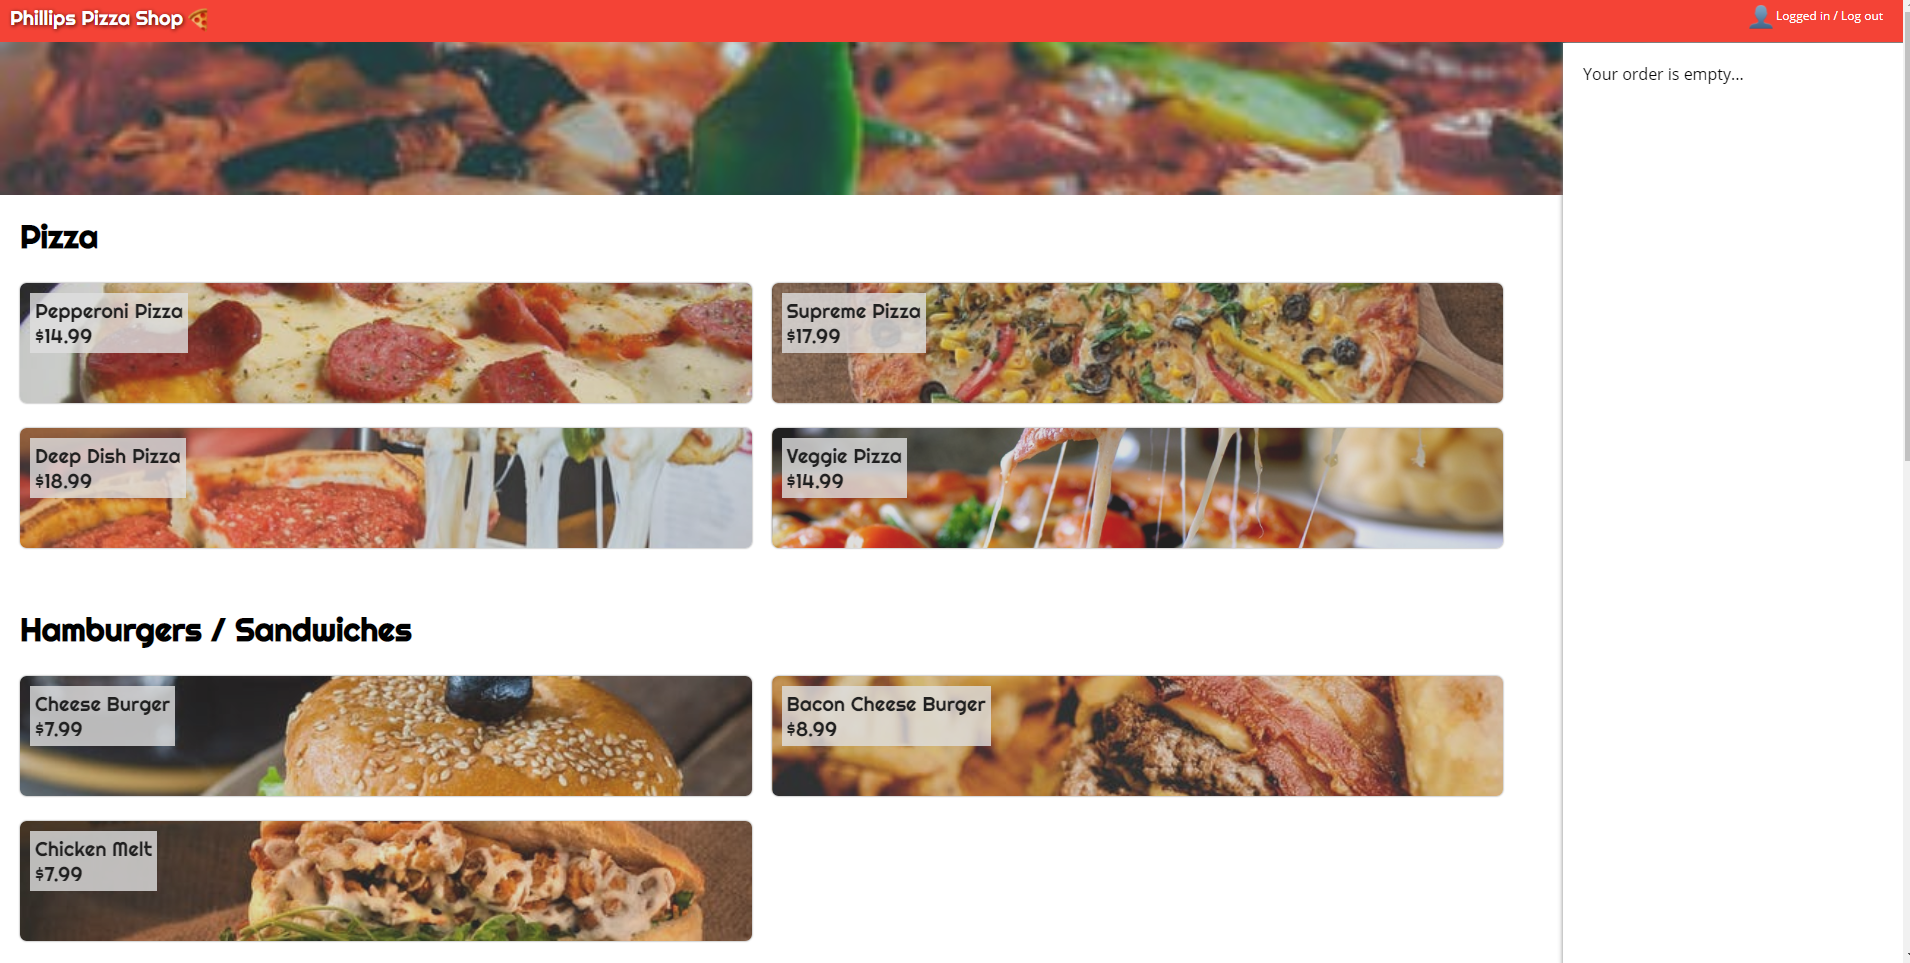 Phillips Pizza Shop
Logged in / Log out
Your order is empty...
Pizza
Pepperoni Pizza
$14.99
Supreme Pizza
$17.99
Deep Dish Pizza
$18.99
Veggie Pizza
$14.99
Hamburgers / Sandwiches
Cheese Burger
$7.99
Bacon Cheese Burger
$8.99
Chicken Melt
$7.99